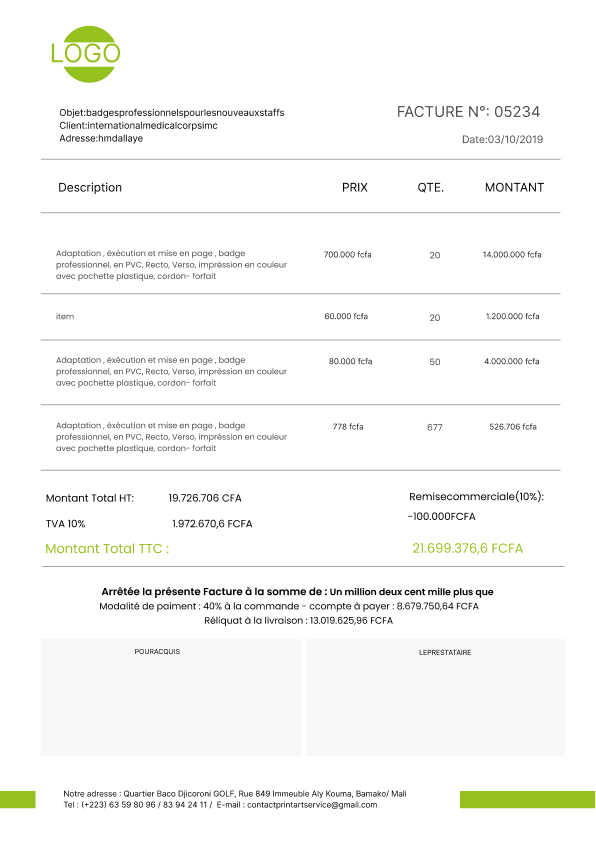 LOGO
Objet:badgesprofessionnelspourlesnouveauxstaffs
Client:internationalmedicalcorpsimc
Adresse:hmdallaye
FACTURE N°: 05234
Date:03/10/2019
Description PRIX QTE. MONTANT
Adaptation , éxécution et mise en page , badge
professionnel, en PVC, Recto, Verso, impréssion en couleur
avec pochette plastique, cordon- forfait
700.000 fcfa 20 14.000.000 fcfa
item 60.000 fcfa 20 1.200.000 fcfa
Adaptation , éxécution et mise en page , badge
professionnel, en PVC, Recto, Verso, impréssion en couleur
avec pochette plastique, cordon- forfait
80.000 fcfa 50 4.000.000 fcfa
Adaptation , éxécution et mise en page , badge
professionnel, en PVC, Recto, Verso, impréssion en couleur
avec pochette plastique, cordon- forfait
778 fcfa 677 526.706 fcfa
Montant Total HT: 19.726.706 CFA
TVA 10% 1.972.670,6 FCFA
Remisecommerciale(10%):
-100.000FCFA
Montant Total TTC : 21.699.376,6 FCFA
Arrêtée la présente Facture à la somme de : Un million deux cent mille plus que
Modalité de paiment : 40% à la commande - ccompte à payer : 8.679.750,64 FCFA
Réliquat à la livraison : 13.019.625,96 FCFA
POURACQUIS
LEPRESTATAIRE
Notre adresse : Quartier Baco Djicoroni GOLF, Rue 849 Immeuble Aly Kouma, Bamako/ Mali
Tel : (+223) 63 59 80 96 / 83 94 24 11 / E-mail : contactprintartservice@gmail.com